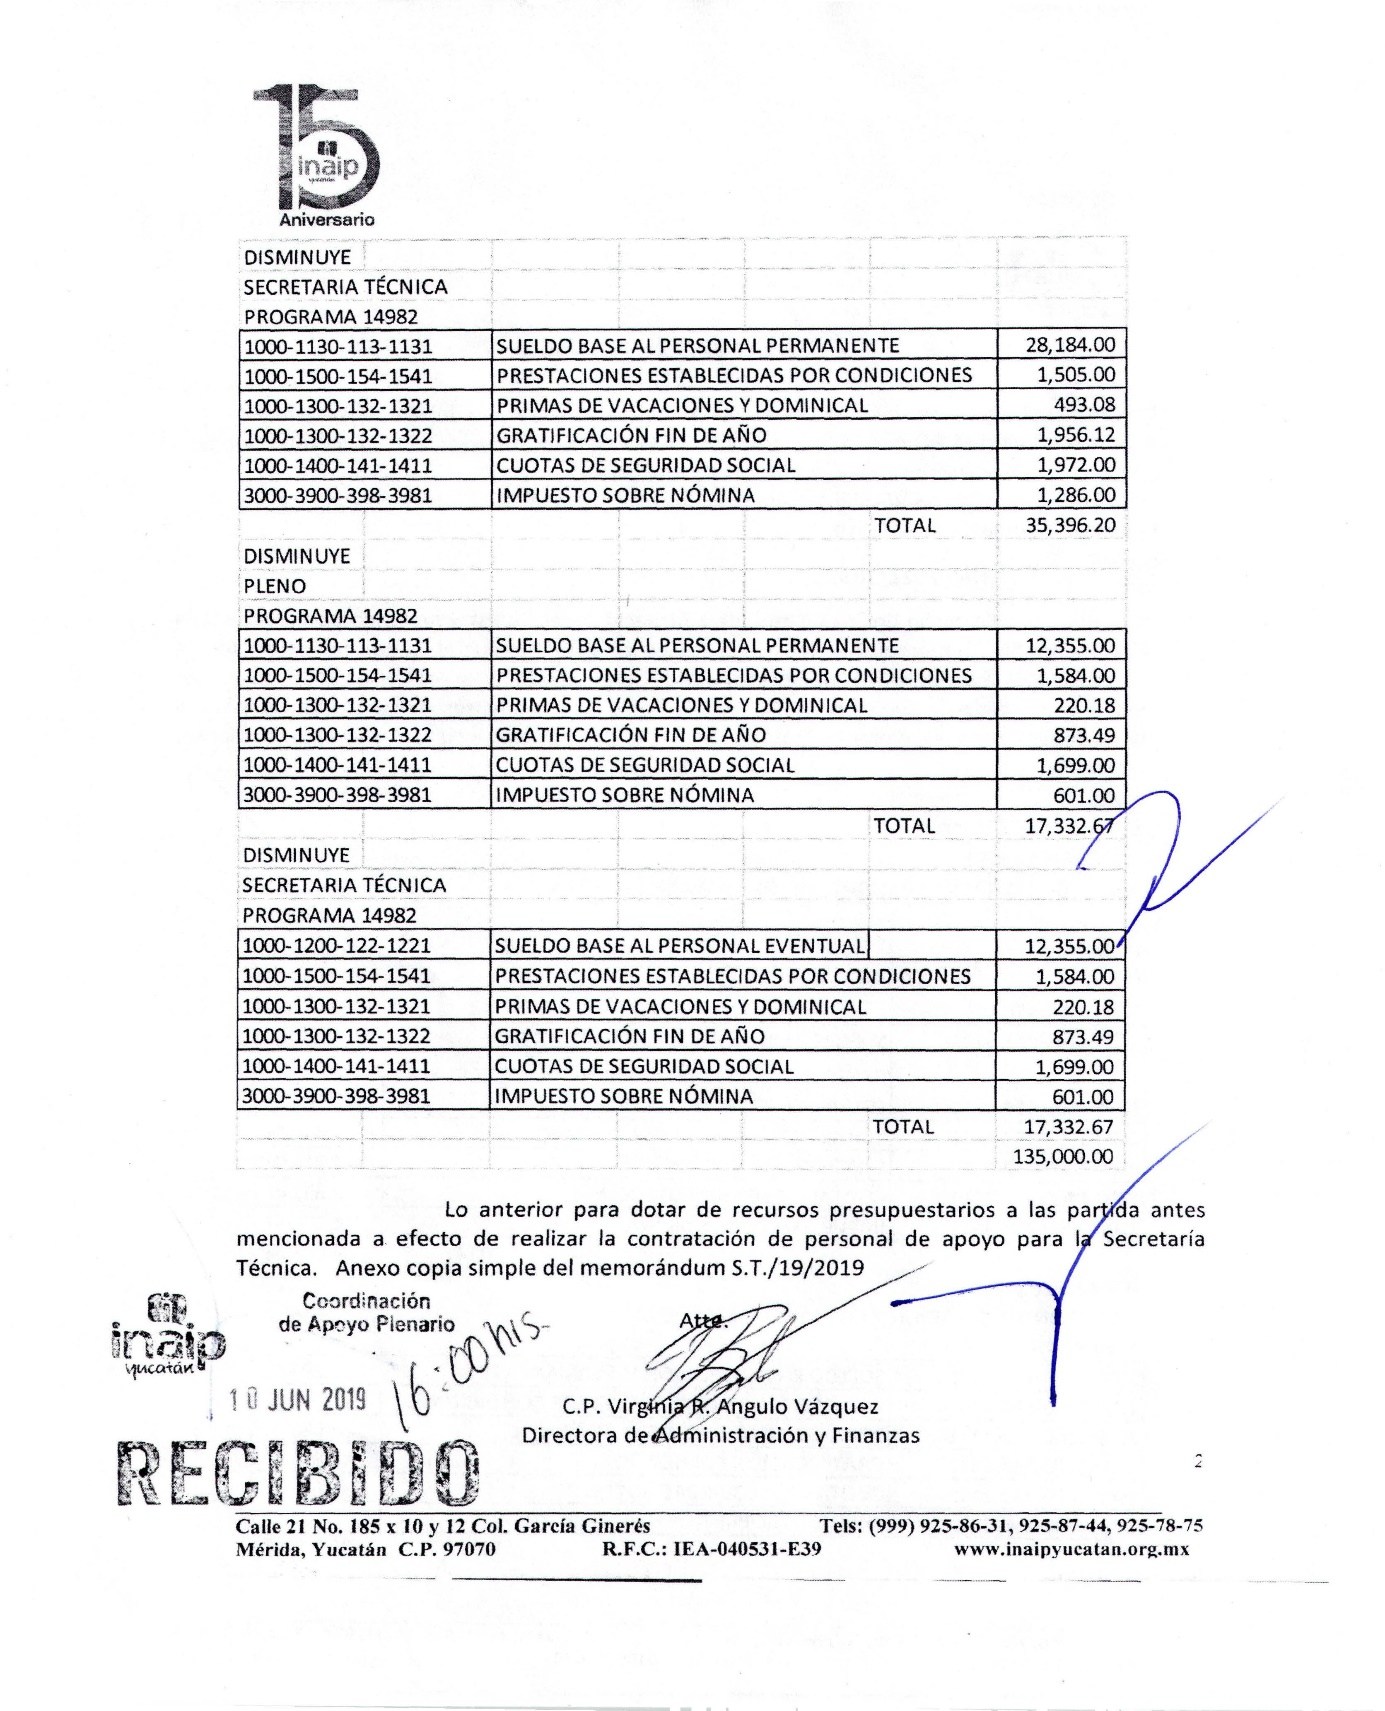 15
inaip
yucatán
Aniversario
DISMINUYE
SECRETARIA TÉCNICA
PROGRAMA 14982
1000-1130-113-1131 SUELDO BASE AL PERSONAL PERMANENTE 28,184.00
1000-1500-154-1541 PRESTACIONES ESTABLECIDAS POR CONDICIONES 1,505.00
1000-1300-132-1321 PRIMAS DE VACACIONES Y DOMINICAL 493.08
1000-1300-132-1322 GRATIFICACIÓN FIN DE AÑO 1,956.12
1000-1400-141-1411 CUOTAS DE SEGURIDAD SOCIAL 1,972.00
3000-3900-398-3981 IMPUESTO SOBRE NÓMINA 1,286.00
TOTAL 35,396.20
DISMINUYE
PLENO
PROGRAMA 14982
1000-1130-113-1131 SUELDO BASE AL PERSONAL PERMANENTE 12,355.00
1000-1500-154-1541 PRESTACIONES ESTABLECIDAS POR CONDICIONES 1,584.00
1000-1300-132-1321 PRIMAS DE VACACIONES Y DOMINICAL 220.18
1000-1300-132-1322 GRATIFICACIÓN FIN DE AÑO 873.49
1000-1400-141-1411 CUOTAS DE SEGURIDAD SOCIAL 1,699.00
3000-3900-398-3981 IMPUESTO SOBRE NÓMINA 601.00
TOTAL 17,332.67
DISMINUYE
SECRETARIA TÉCNICA
PROGRAMA 14982
1000-1200-122-1221 SUELDO BASE AL PERSONAL EVENTUAL 12,355.00
1000-1500-154-1541 PRESTACIONES ESTABLECIDAS POR CONDICIONES 1,584.00
1000-1300-132-1321 PRIMAS DE VACACIONES Y DOMINICAL 220.18
1000-1300-132-1322 GRATIFICACIÓN FIN DE AÑO 873.49
1000-1400-141-1411 CUOTAS DE SEGURIDAD SOCIAL 1,699.00
3000-3900-398-3981 IMPUESTO SOBRE NÓMINA 601.00
TOTAL 17,332.67
135,000.00
Lo anterior para dotar de recursos presupuestarios a las partida antes
mencionada a efecto de realizar la contratación de personal de apoyo para la Secretaría
Técnica. Anexo copia simple del memorándum S.T./19/2019
Coordinación
de Apoyo Plenario
inaip
yucatán
10 JUN 2019
16:00 hrs.
RECIBIDO
Atte.
C.P. Virginia R. Angulo Vázquez
Directora de Administración y Finanzas
2
Calle 21 No. 185 x 10 y 12 Col. García Ginerés Tels: (999) 925-86-31, 925-87-44, 925-78-75
Mérida, Yucatán C.P. 97070 R.F.C.: IEA-040531-E39 www.inaipyucatan.org.mx